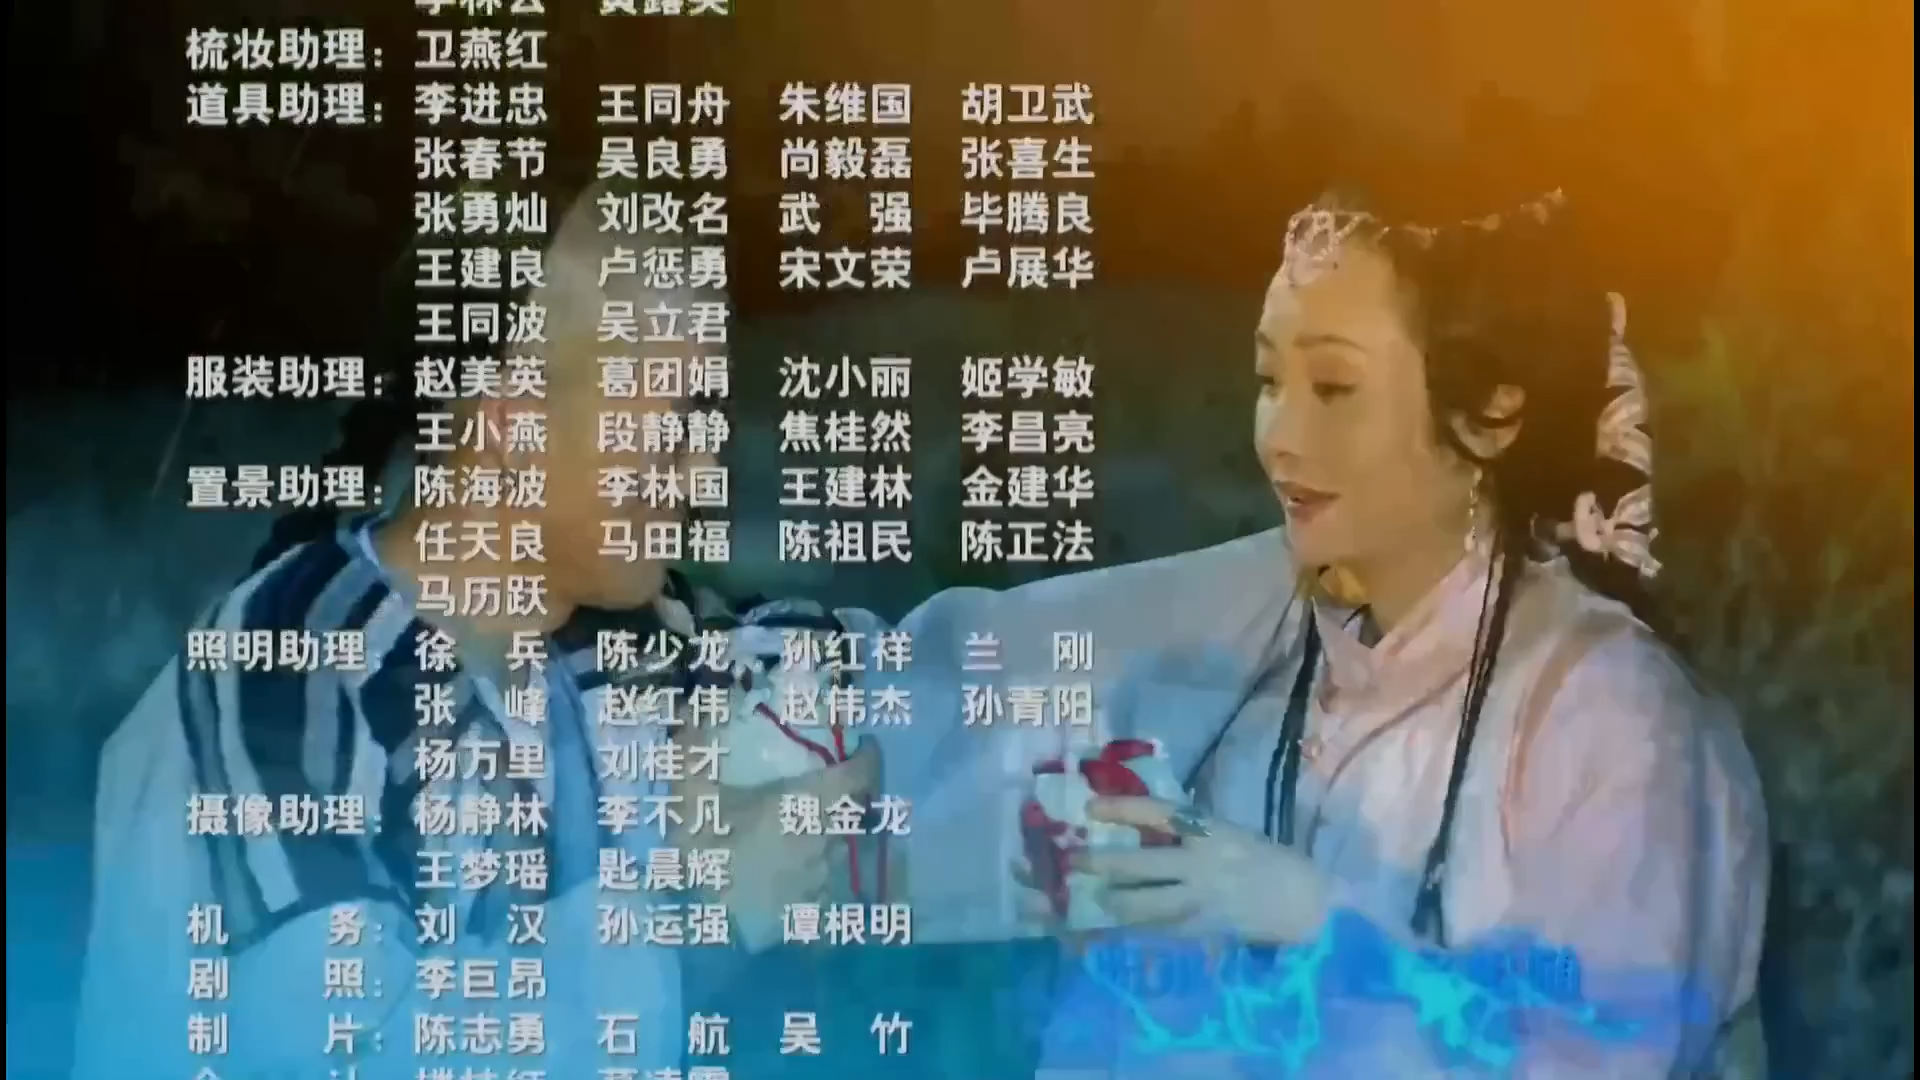 梳妆助理：卫燕红
道具助理：李进忠 王同舟 朱维国 胡卫武
张春节 吴良勇 尚毅磊 张喜生
张勇灿 刘改名 武 强 毕腾良
王建良 卢惩勇 宋文荣 卢展华
王同波 吴立君
服装助理：赵美英 葛团娟 沈小丽 姬学敏
王小燕 段静静 焦桂然 李昌亮
置景助理：陈海波 李林国 王建林 金建华
任天良 马田福 陈祖民 陈正法
马历跃
照明助理：徐 兵 陈少龙 孙红祥 兰 刚
张 峰 赵红伟 赵伟杰 孙青阳
杨万里 刘桂才
摄像助理：杨静林 李不凡 魏金龙
王梦瑶 匙晨辉
机 务：刘 汉 孙运强 谭根明
剧 照：李巨昂
制 片：陈志勇 石 航 吴 竹